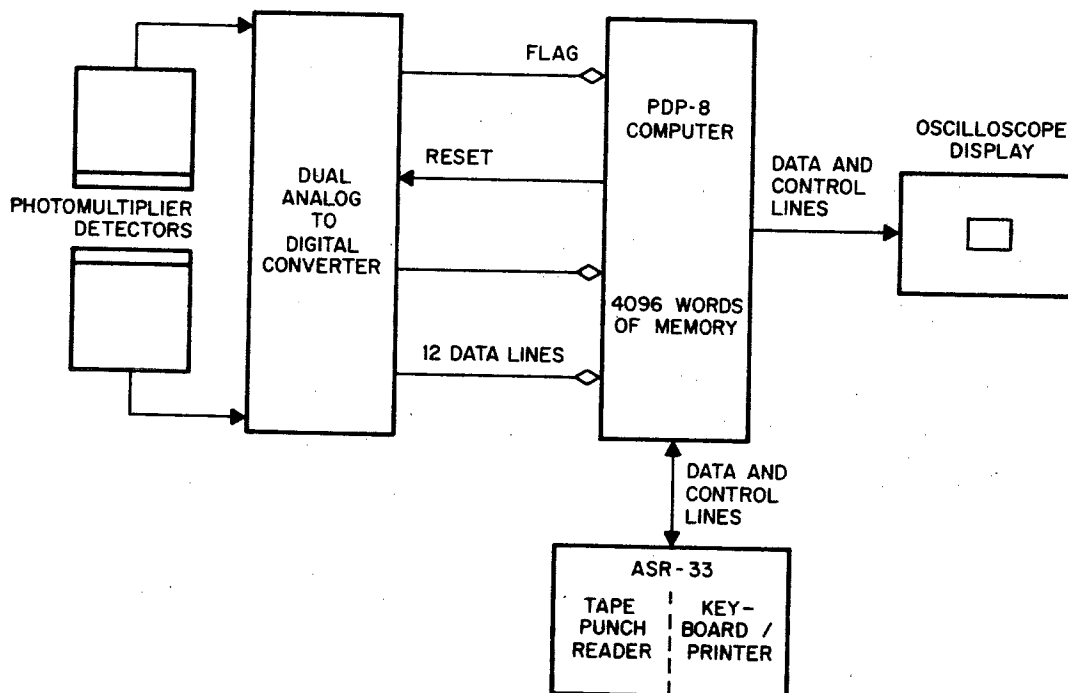 PHOTOMULTIPLIER
DETECTORS
DUAL
ANALOG
TO
DIGITAL
CONVERTER
FLAG
RESET
12 DATA LINES
PDP-8
COMPUTER
4096 WORDS
OF MEMORY
DATA AND
CONTROL
LINES
OSCILLOSCOPE
DISPLAY
DATA AND
CONTROL
LINES
ASR-33
TAPE
PUNCH
READER
KEY-
BOARD /
PRINTER